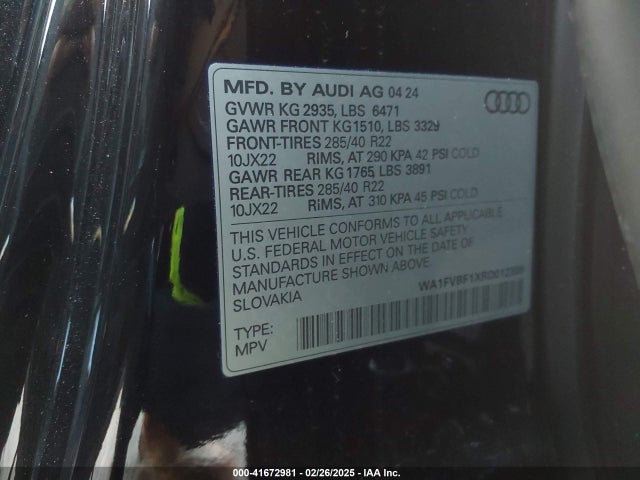 MFD. BY AUDI AG 04 24
GVWR KG 2935, LBS 6471
GAWR FRONT KG1510, LBS 3329
FRONT-TIRES 285/40 R22
10JX22 RIMS, AT 290 KPA 42 PSI COLD
GAWR REAR KG 1765, LBS 3891
REAR-TIRES 285/40 R22
10JX22 RIMS, AT 310 KPA 45 PSI COLD
THIS VEHICLE CONFORMS TO ALL APPLICABLE
U.S. FEDERAL MOTOR VEHICLE SAFETY
STANDARDS IN EFFECT ON THE DATE OF
MANUFACTURE SHOWN ABOVE
SLOVAKIA
TYPE:
MPV
000-41672981 - 02/26/2025 - IAA Inc.